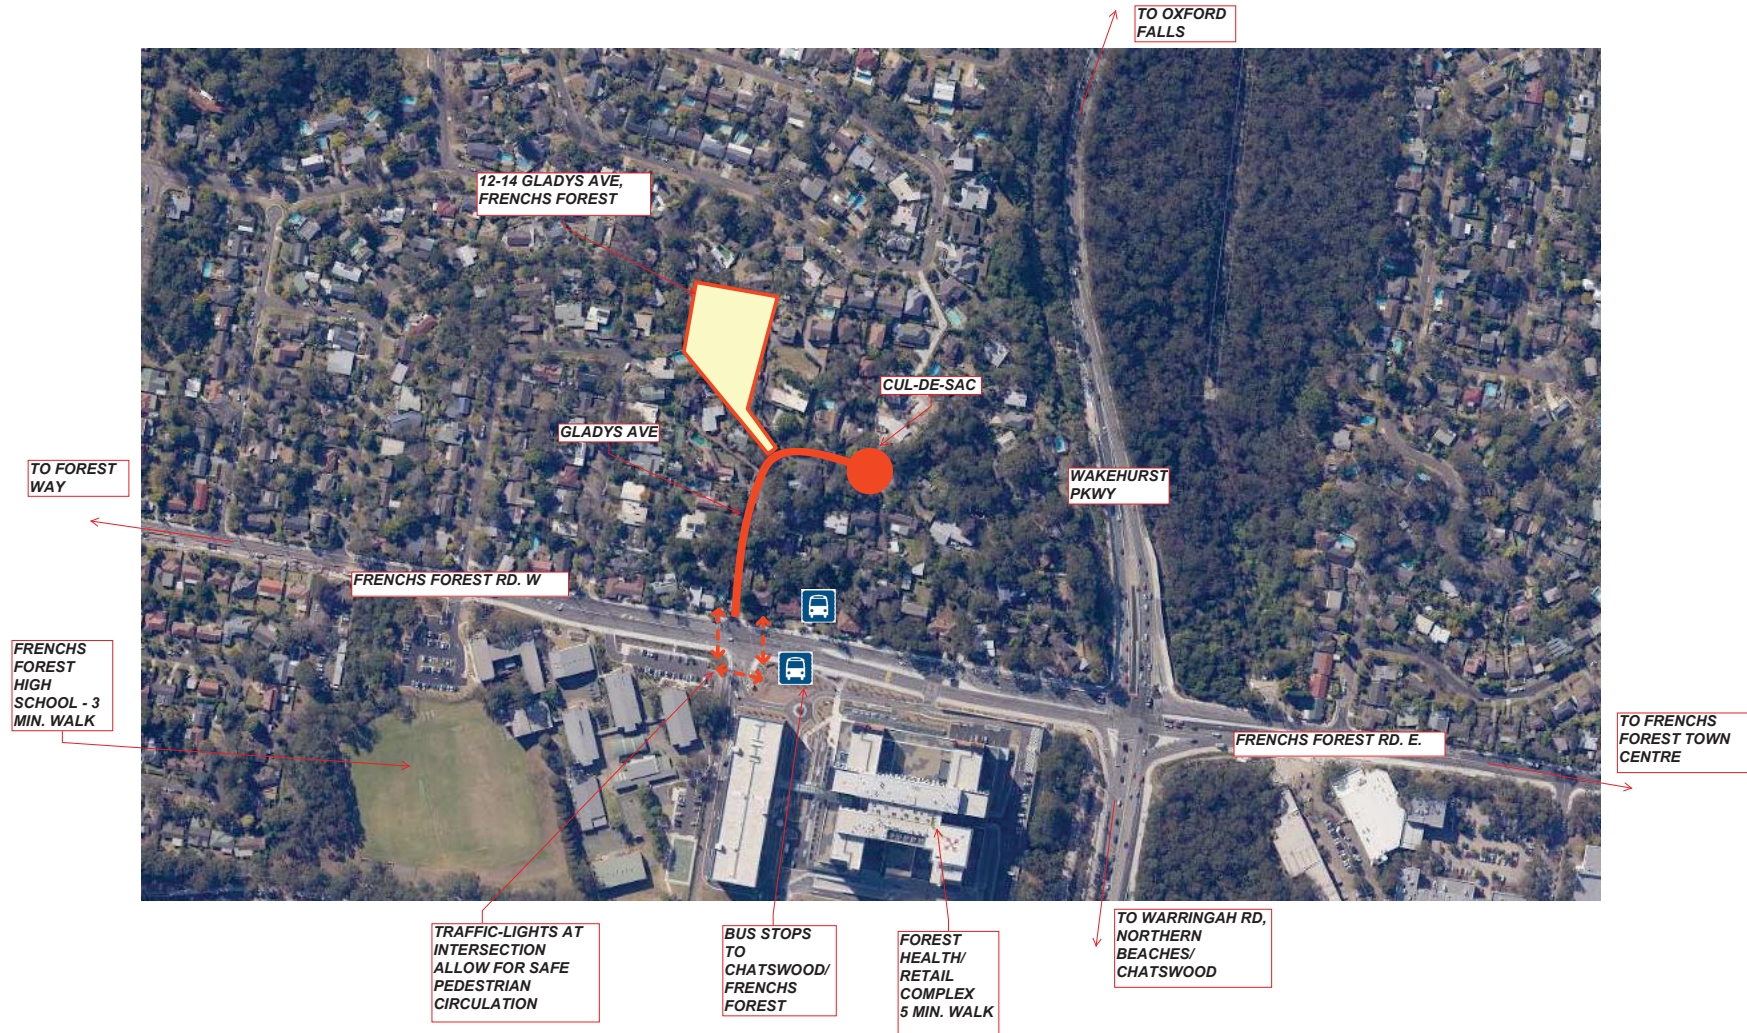 TO OXFORD
FALLS
12-14 GLADYS AVE,
FRENCHS FOREST
CUL-DE-SAC
GLADYS AVE
TO FOREST
WAY
WAKEHURST
PKWY
FRENCHS FOREST RD. W
FRENCHS
FOREST
HIGH
SCHOOL - 3
MIN. WALK
FRENCHS FOREST RD. E.
TO FRENCHS
FOREST TOWN
CENTRE
TRAFFIC-LIGHTS AT
INTERSECTION
ALLOW FOR SAFE
PEDESTRIAN
CIRCULATION
BUS STOPS
TO
CHATSWOOD/
FRENCHS
FOREST
FOREST
HEALTH/
RETAIL
COMPLEX
5 MIN. WALK
TO WARRINGAH RD,
NORTHERN
BEACHES/
CHATSWOOD